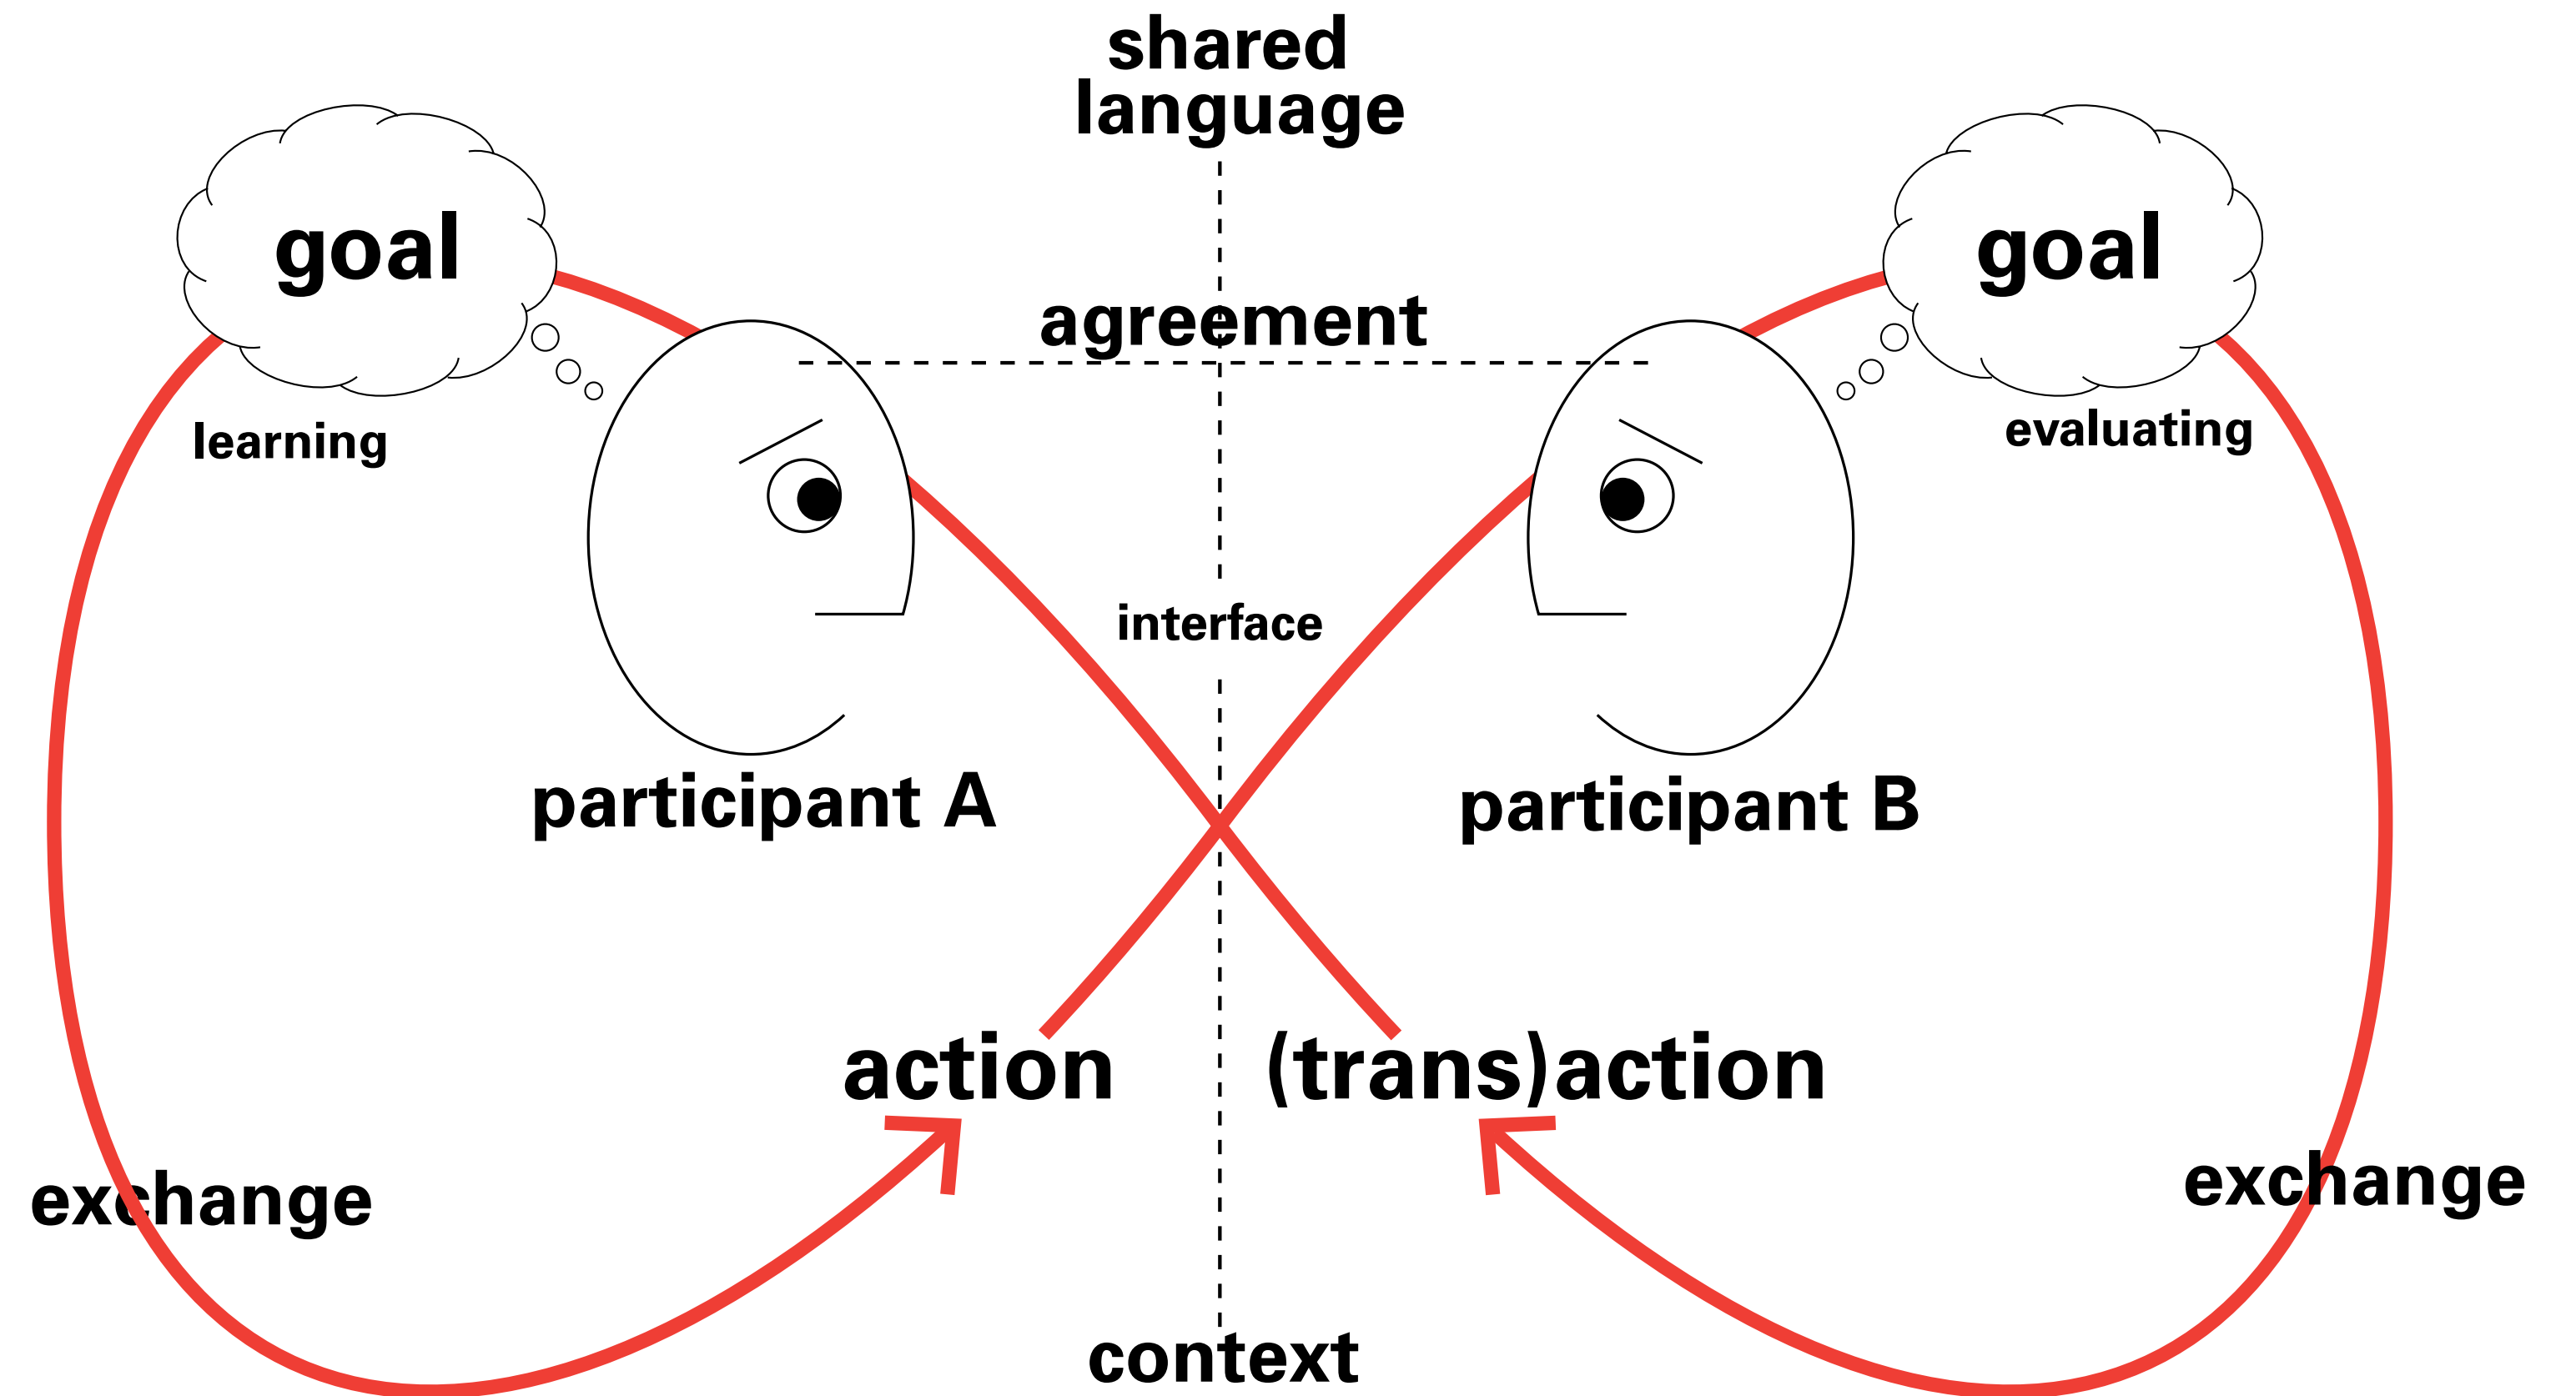 shared
language
goal
goal
agreement
learning
evaluating
interface
participant A
participant B
action
(trans)action
exchange
exchange
context